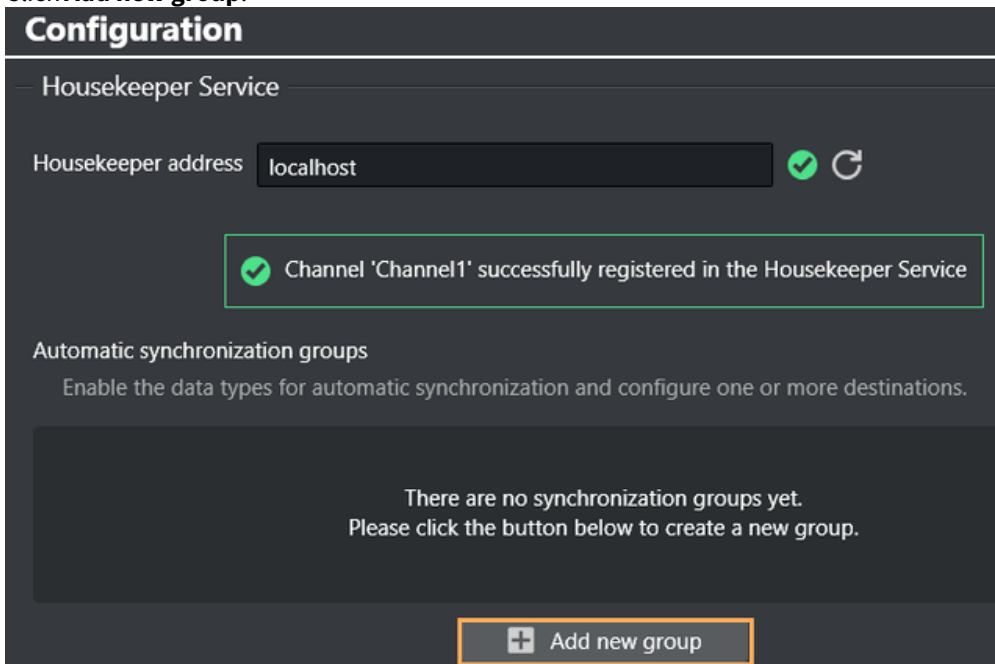 Configuration
Housekeeper Service
Housekeeper address
localhost
Channel 'Channel1' successfully registered in the Housekeeper Service
Automatic synchronization groups
Enable the data types for automatic synchronization and configure one or more destinations.
There are no synchronization groups yet.
Please click the button below to create a new group.
Add new group